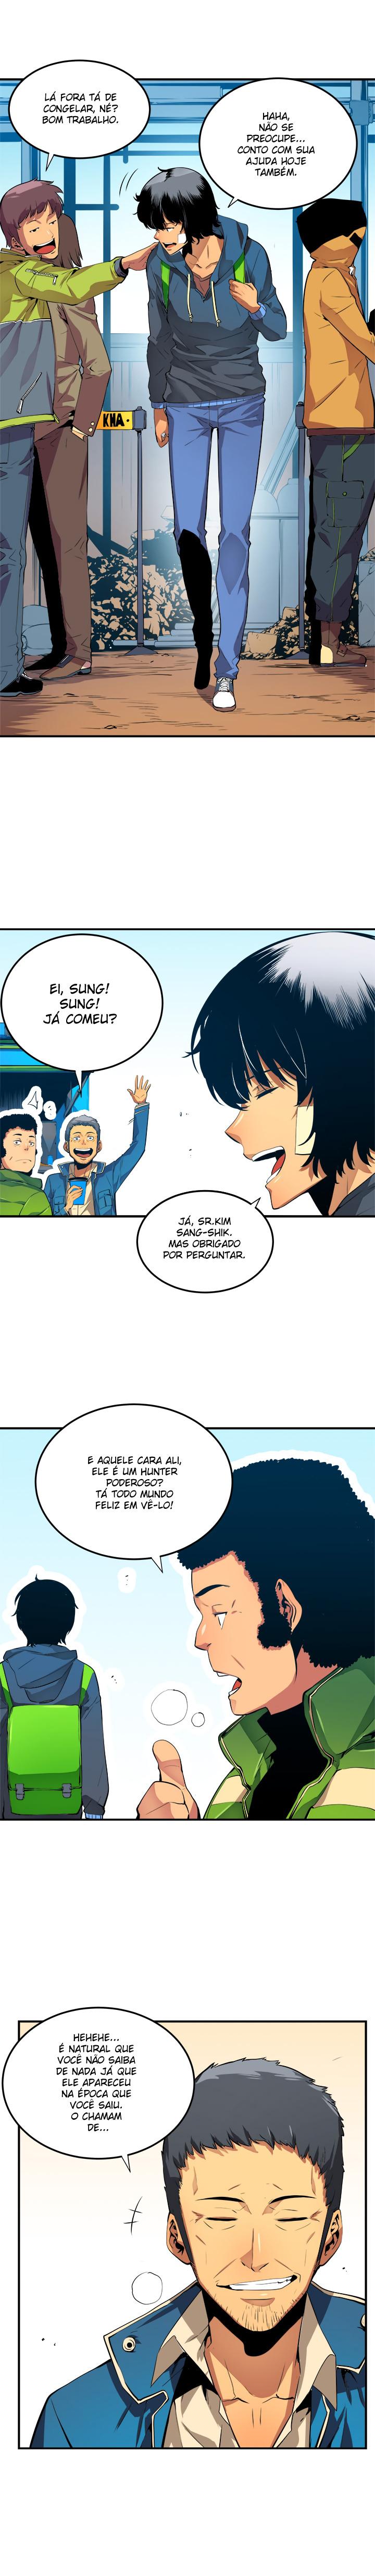 LÁ FORA TÁ DE
CONGELAR, NÉ?
BOM TRABALHO.
HAHA,
NÃO SE
PREOCUPE...
CONTO COM SUA
AJUDA HOJE
TAMBÉM.
KHA
EI, SUNG!
SUNG!
JÁ COMEU?
JÁ, SR.KIM
SANG-SHIK.
MAS OBRIGADO
POR PERGUNTAR.
E AQUELE CARA ALI,
ELE É UM HUNTER
PODEROSO?
TÁ TODO MUNDO
FELIZ EM VÊ-LO!
HEHEHE...
É NATURAL QUE
VOCÊ NÃO SAIBA
DE NADA JÁ QUE
ELE APARECEU
NA ÉPOCA QUE
VOCÊ SAIU.
O CHAMAM
DE...